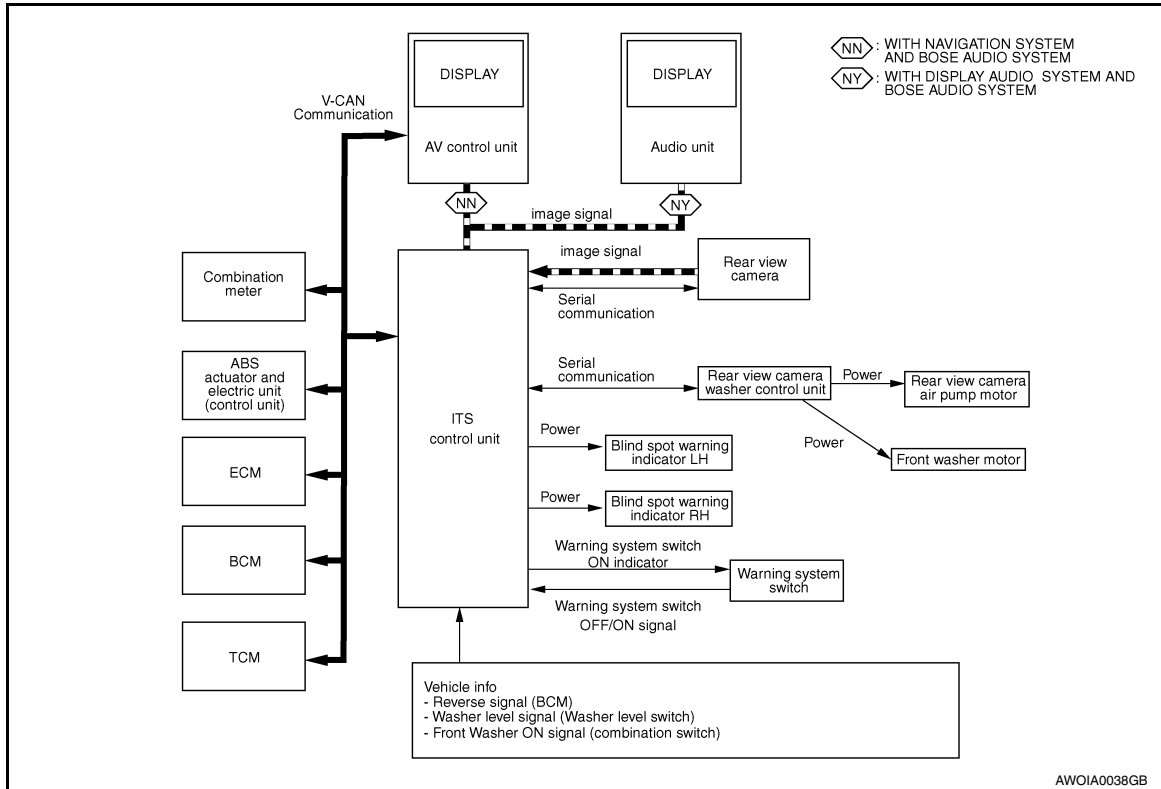 DISPLAY
AV control unit
DISPLAY
Audio unit
NN
: WITH NAVIGATION SYSTEM
AND BOSE AUDIO SYSTEM
NY
: WITH DISPLAY AUDIO SYSTEM AND
BOSE AUDIO SYSTEM
V-CAN
Communication
NN
NY
image signal
image signal
Rear view
camera
Serial
communication
Combination
meter
ABS
actuator and
electric unit
(control unit)
ECM
BCM
TCM
ITS
control unit
Serial
communication
Rear view camera
washer control unit
Power
Rear view camera
air pump motor
Power
Front washer motor
Power
Blind spot warning
indicator LH
Power
Blind spot warning
indicator RH
Warning system switch
ON indicator
Warning system
switch
Warning system switch
OFF/ON signal
Vehicle info
- Reverse signal (BCM)
- Washer level signal (Washer level switch)
- Front Washer ON signal (combination switch)
AWOIA0038GB